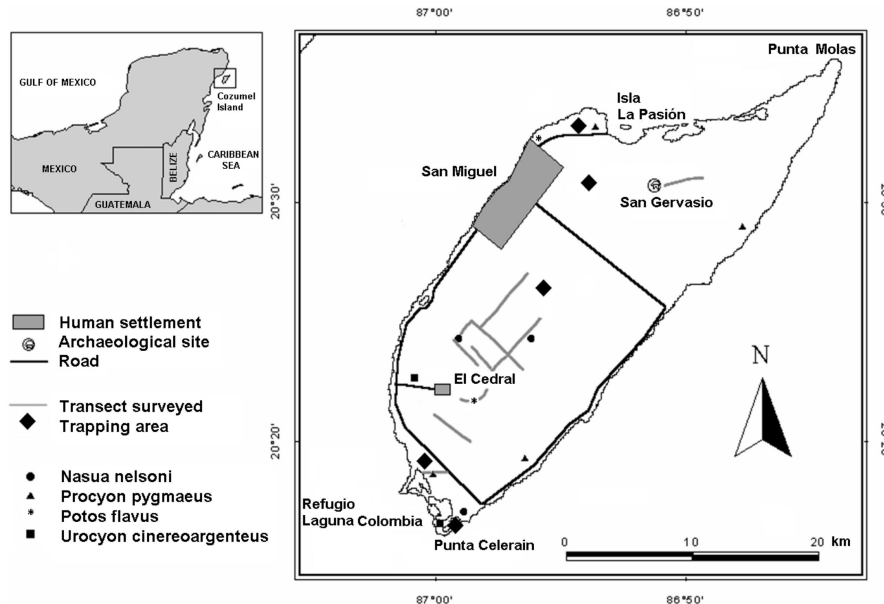 GULF OF MEXICO
Cozumel
Island
MEXICO
BELIZE
CARIBBEAN
SEA
GUATEMALA
Human settlement
Archaeological site
Road
Transect surveyed
Trapping area
Nasua nelsoni
Procyon pygmaeus
Potos flavus
Urocyon cinereoargenteus
87°00'
86°50'
Punta Molas
Isla
La Pasión
San Miguel
San Gervasio
20°30'
El Cedral
N
20°20'
Refugio
Laguna Colombia
Punta Celerain
0 10 20 km
87°00'
86°50'